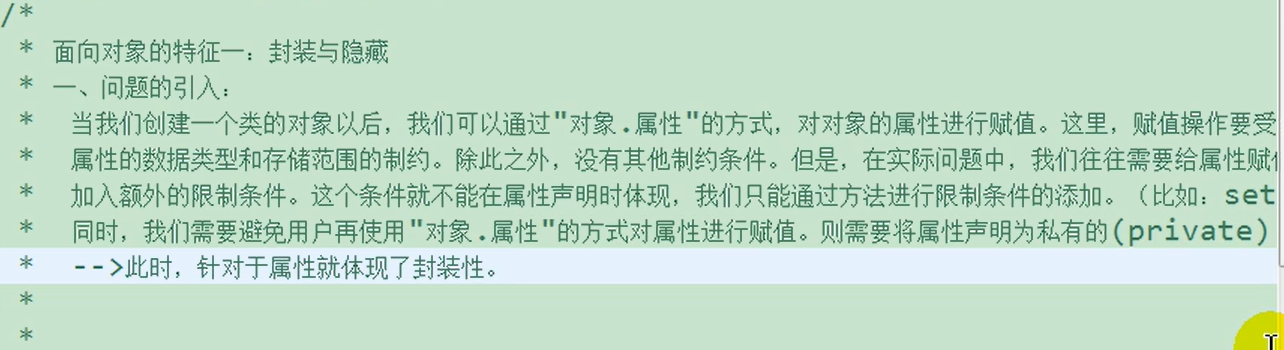 /*
* 面向对象的特征一：封装与隐藏
* 一、问题的引入：
* 当我们创建一个类的对象以后，我们可以通过"对象.属性"的方式，对对象的属性进行赋值。这里，赋值操作要受
* 属性的数据类型和存储范围的制约。除此之外，没有其他制约条件。但是，在实际问题中，我们往往需要给属性赋
* 加入额外的限制条件。这个条件就不能在属性声明时体现，我们只能通过方法进行限制条件的添加。（比如：set
* 同时，我们需要避免用户再使用"对象.属性"的方式对属性进行赋值。则需要将属性声明为私有的(private)
* -->此时，针对于属性就体现了封装性。
*
*